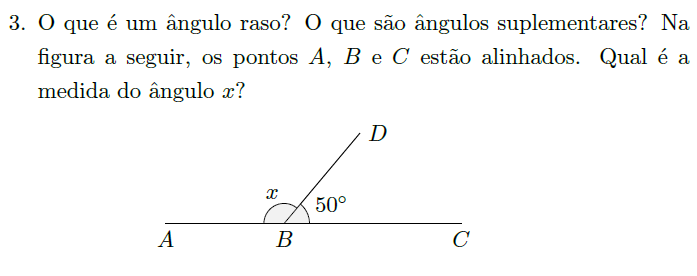 3. O que é um ângulo raso? O que são ângulos suplementares? Na
figura a seguir, os pontos A, B e C estão alinhados. Qual é a
medida do ângulo x?
D
x
50°
A
B
C